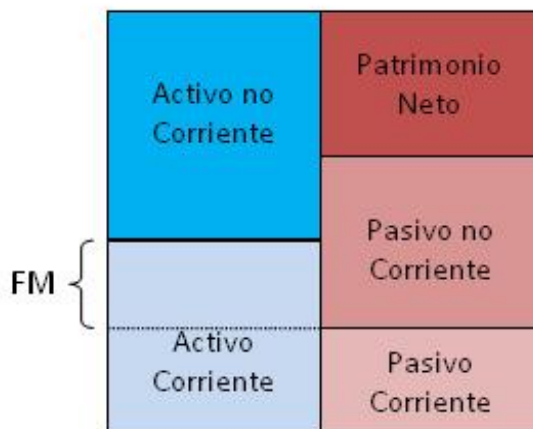 Activo no
Corriente
Patrimonio
Neto
Pasivo no
Corriente
FM
Activo
Corriente
Pasivo
Corriente